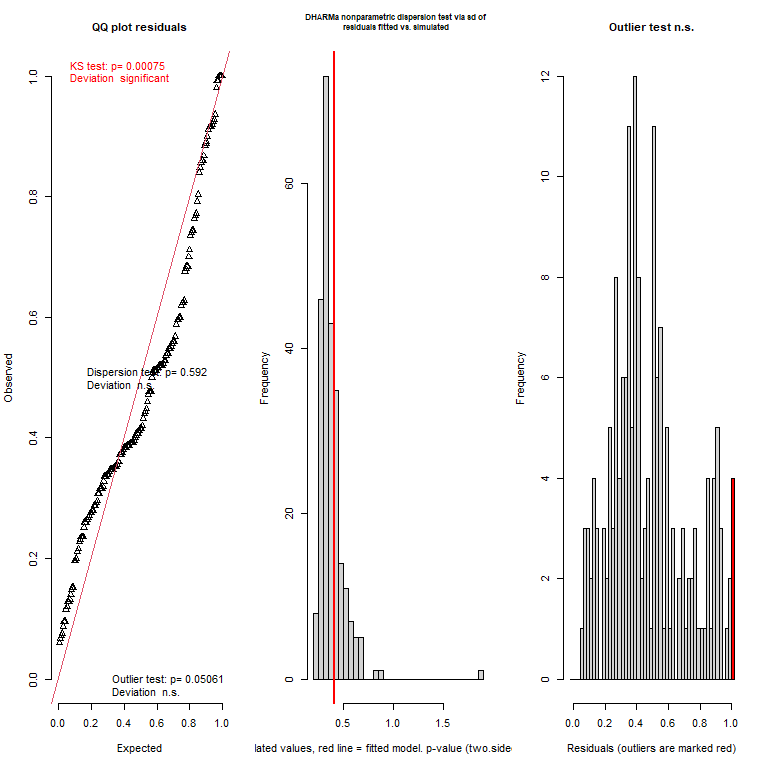 QQ plot residuals
KS test: p= 0.00075
Deviation significant
Dispersion test: p= 0.592
Deviation n.s.
Outlier test: p= 0.05061
Deviation n.s.
Observed
0.0
0.2
0.4
0.6
0.8
1.0
0.0 0.2 0.4 0.6 0.8 1.0
Expected
DHARMa nonparametric dispersion test via sd of
residuals fitted vs. simulated
Frequency
0
20
40
60
0.5 1.0 1.5
lated values, red line = fitted model. p-value (two.side
Outlier test n.s.
Frequency
0
2
4
6
8
10
12
0.0 0.2 0.4 0.6 0.8 1.0
Residuals (outliers are marked red)